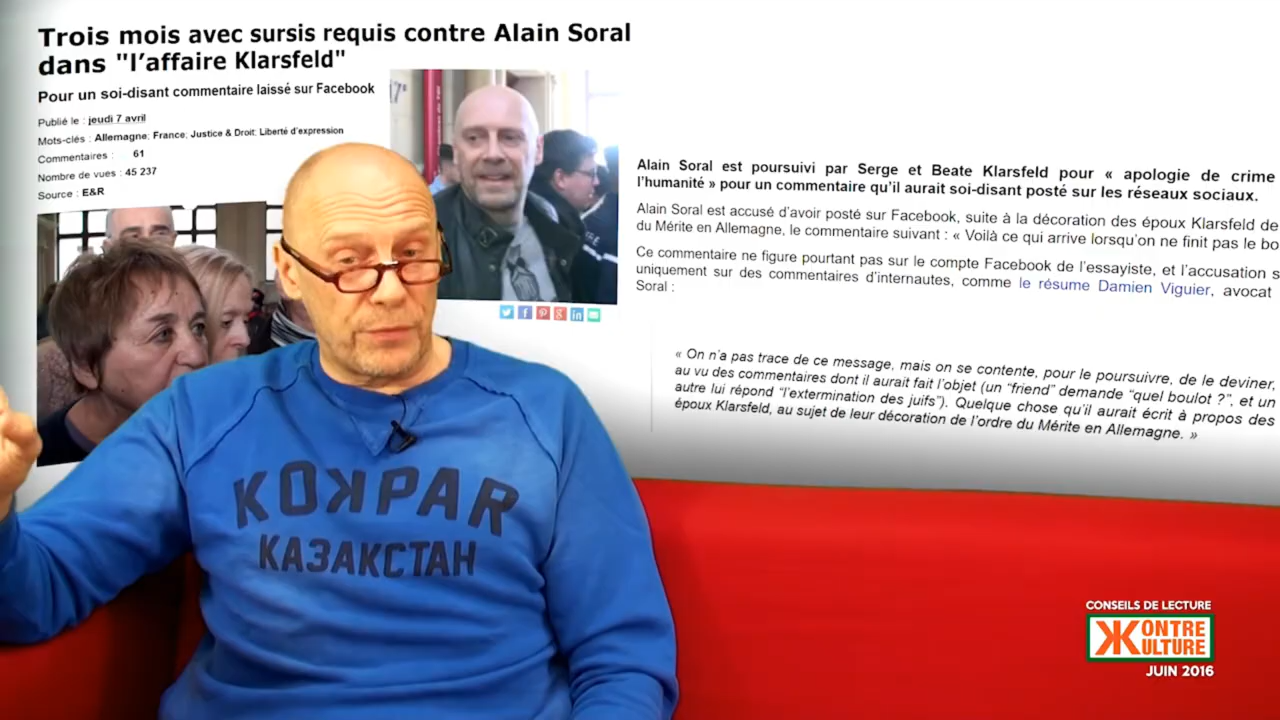 Trois mois avec sursis requis contre Alain Soral
dans "l'affaire Klarsfeld"
Pour un soi-disant commentaire laissé sur Facebook
Publié le : jeudi 7 avril
Mots-clés : Allemagne; France; Justice & Droit; Liberté d'expression
Commentaires : 61
Nombre de vues : 45 237
Source : E&R
17e
Alain Soral est poursuivi par Serge et Beate Klarsfeld pour « apologie de crime
l'humanité » pour un commentaire qu'il aurait soi-disant posté sur les réseaux sociaux.
Alain Soral est accusé d'avoir posté sur Facebook, suite à la décoration des époux Klarsfeld de
du Mérite en Allemagne, le commentaire suivant : « Voilà ce qui arrive lorsqu'on ne finit pas le bo
Ce commentaire ne figure pourtant pas sur le compte Facebook de l'essayiste, et l'accusation s
uniquement sur des commentaires d'internautes, comme le résume Damien Viguier, avocat
Soral :
« On n'a pas trace de ce message, mais on se contente, pour le poursuivre, de le deviner,
au vu des commentaires dont il aurait fait l'objet (un "friend" demande "quel boulot ?", et un
autre lui répond "l'extermination des juifs"). Quelque chose qu'il aurait écrit à propos des
époux Klarsfeld, au sujet de leur décoration de l'ordre du Mérite en Allemagne. »
KOKPAR
КАЗАКСТАН
CONSEILS DE LECTURE
KONTRE
KULTURE
JUIN 2016